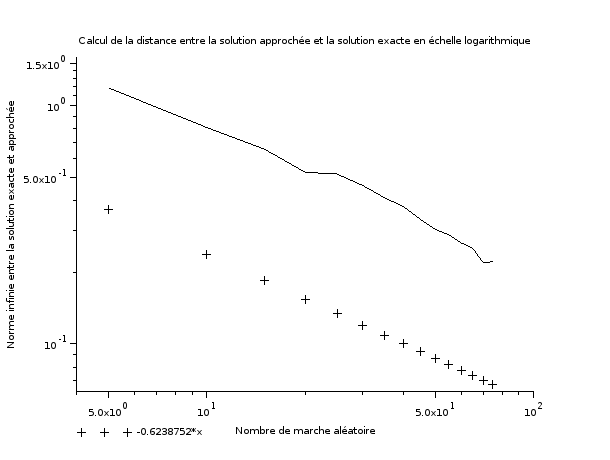 Calcul de la distance entre la solution approchée et la solution exacte en échelle logarithmique
Norme infinie entre la solution exacte et approchée
1.5x10^0
10^0
5.0x10^-1
10^-1
5.0x10^0 10^1 5.0x10^1 10^2
-0.6238752*x
Nombre de marche aléatoire